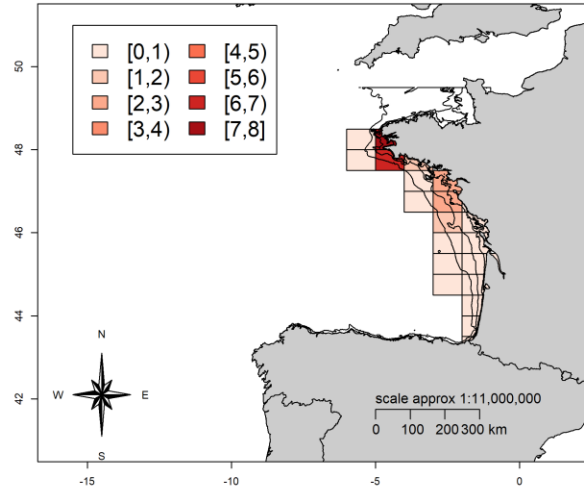 [0,1) [4,5)
[1,2) [5,6)
[2,3) [6,7)
[3,4) [7,8]
50
48
46
44
42
N
W E
S
scale approx 1:11,000,000
0 100 200 300 km
-15 -10 -5 0